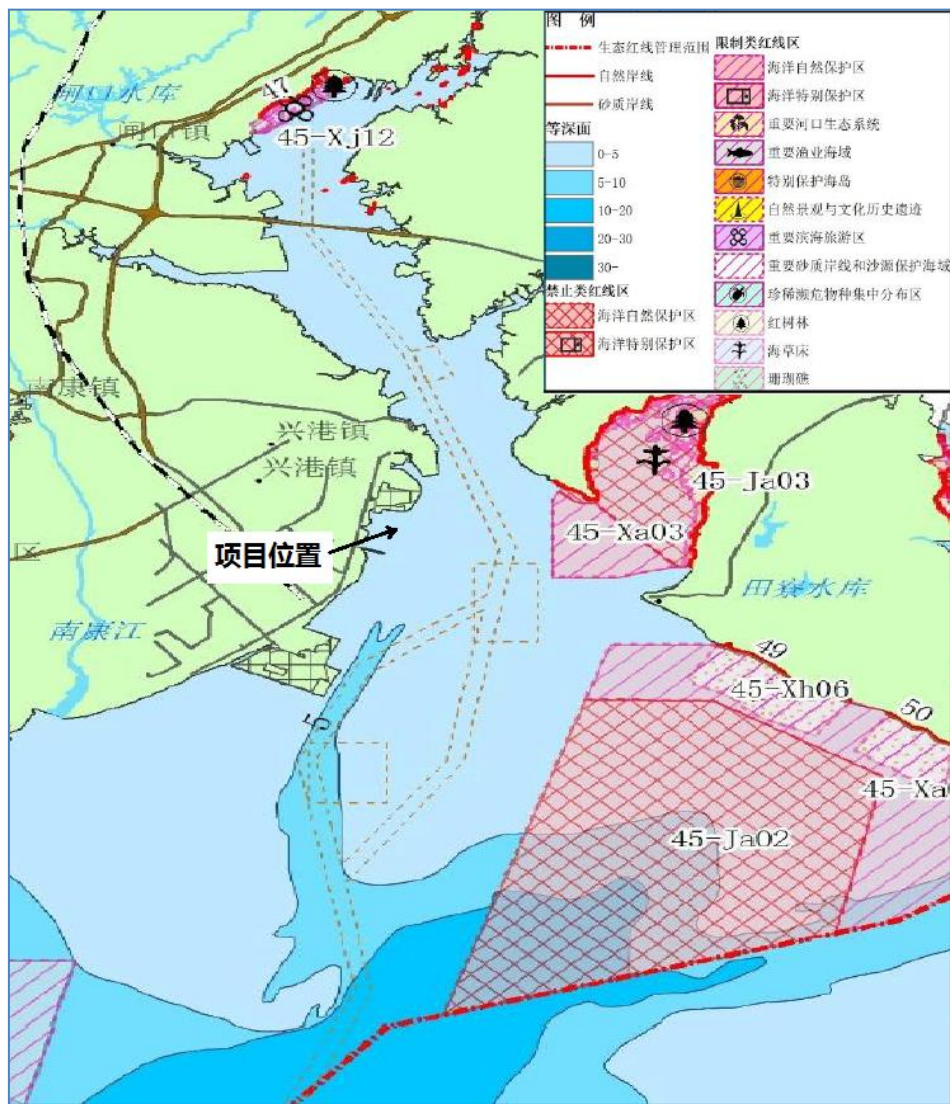 图 例
生态红线管理范围
自然岸线
砂质岸线
等深面
0-5
5-10
10-20
20-30
30-
禁止类红线区
海洋自然保护区
海洋特别保护区
限制类红线区
海洋自然保护区
海洋特别保护区
重要河口生态系统
重要渔业海域
特别保护海岛
自然景观与文化历史遗迹
重要滨海旅游区
重要砂质岸线和沙源保护海域
珍稀濒危物种集中分布区
红树林
海草床
珊瑚礁
闸口水库
闸口镇
47
45-Xj12
南康镇
兴港镇
兴港镇
45-Ja03
45-Xa03
项目位置
区
南康江
田寮水库
49
45-Xh06
50
5
45-Xa
45-Ja02